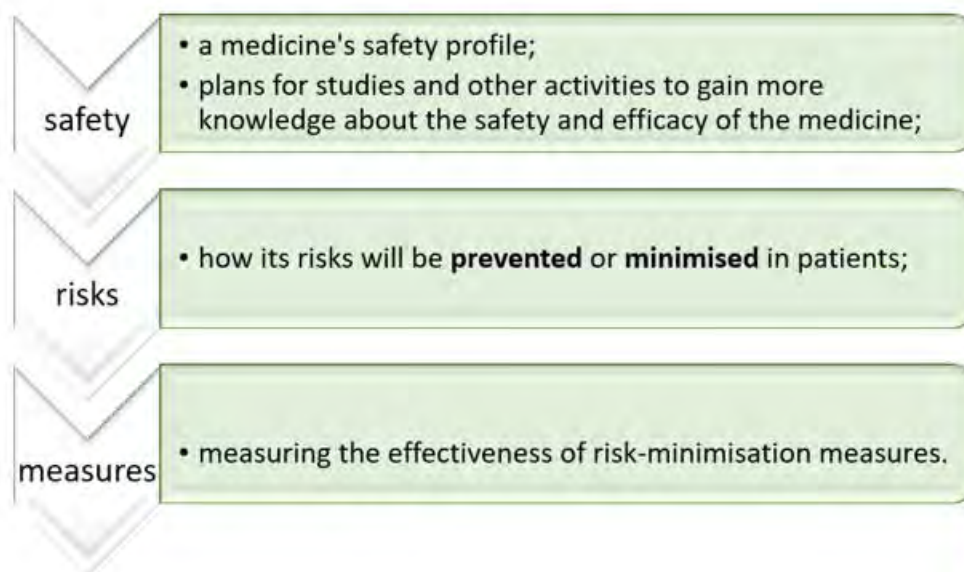 safety
• a medicine's safety profile;
• plans for studies and other activities to gain more
knowledge about the safety and efficacy of the medicine;
risks
• how its risks will be prevented or minimised in patients;
measures
• measuring the effectiveness of risk-minimisation measures.